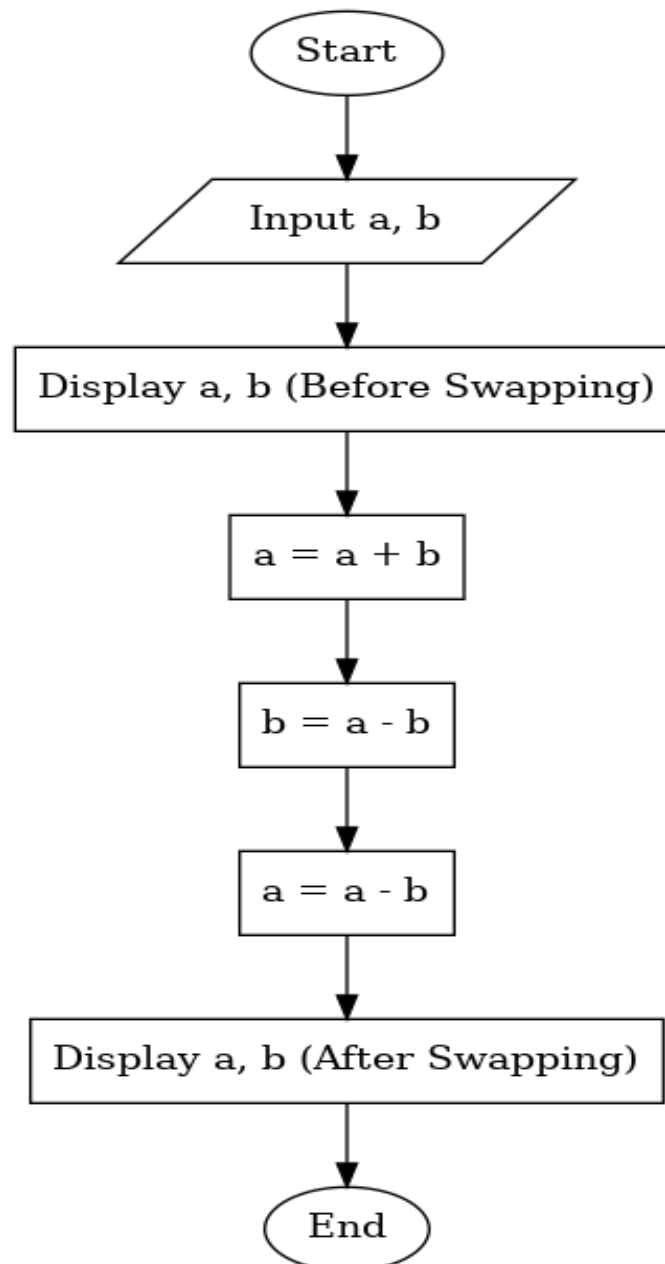 Start
Input a, b
Display a, b (Before Swapping)
a = a + b
b = a - b
a = a - b
Display a, b (After Swapping)
End